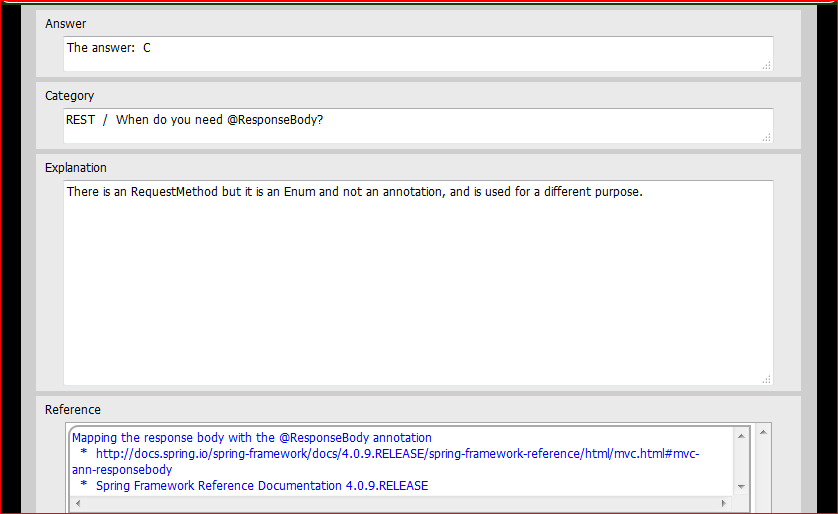 Answer
The answer:  C
Category
REST  /  When do you need @ResponseBody?
Explanation
There is an RequestMethod but it is an Enum and not an annotation, and is used for a different purpose.
Reference
Mapping the response body with the @ResponseBody annotation
*  http://docs.spring.io/spring-framework/docs/4.0.9.RELEASE/spring-framework-reference/html/mvc.html#mvc-
ann-responsebody
*  Spring Framework Reference Documentation 4.0.9.RELEASE